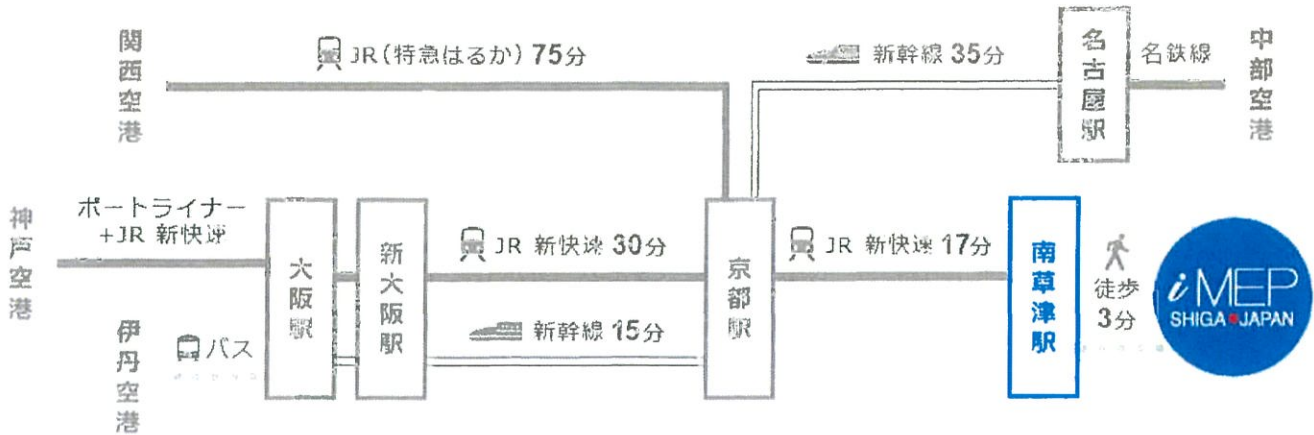 関西空港
JR(特急はるか) 75分
新幹線 35分
名古屋駅
名鉄線
中部空港
神戸空港
ポートライナー
+JR 新快速
大阪駅
新大阪駅
JR 新快速 30分
京都駅
JR 新快速 17分
南草津駅
徒歩
3分
iMEP
SHIGA JAPAN
伊丹空港
バス
新幹線 15分